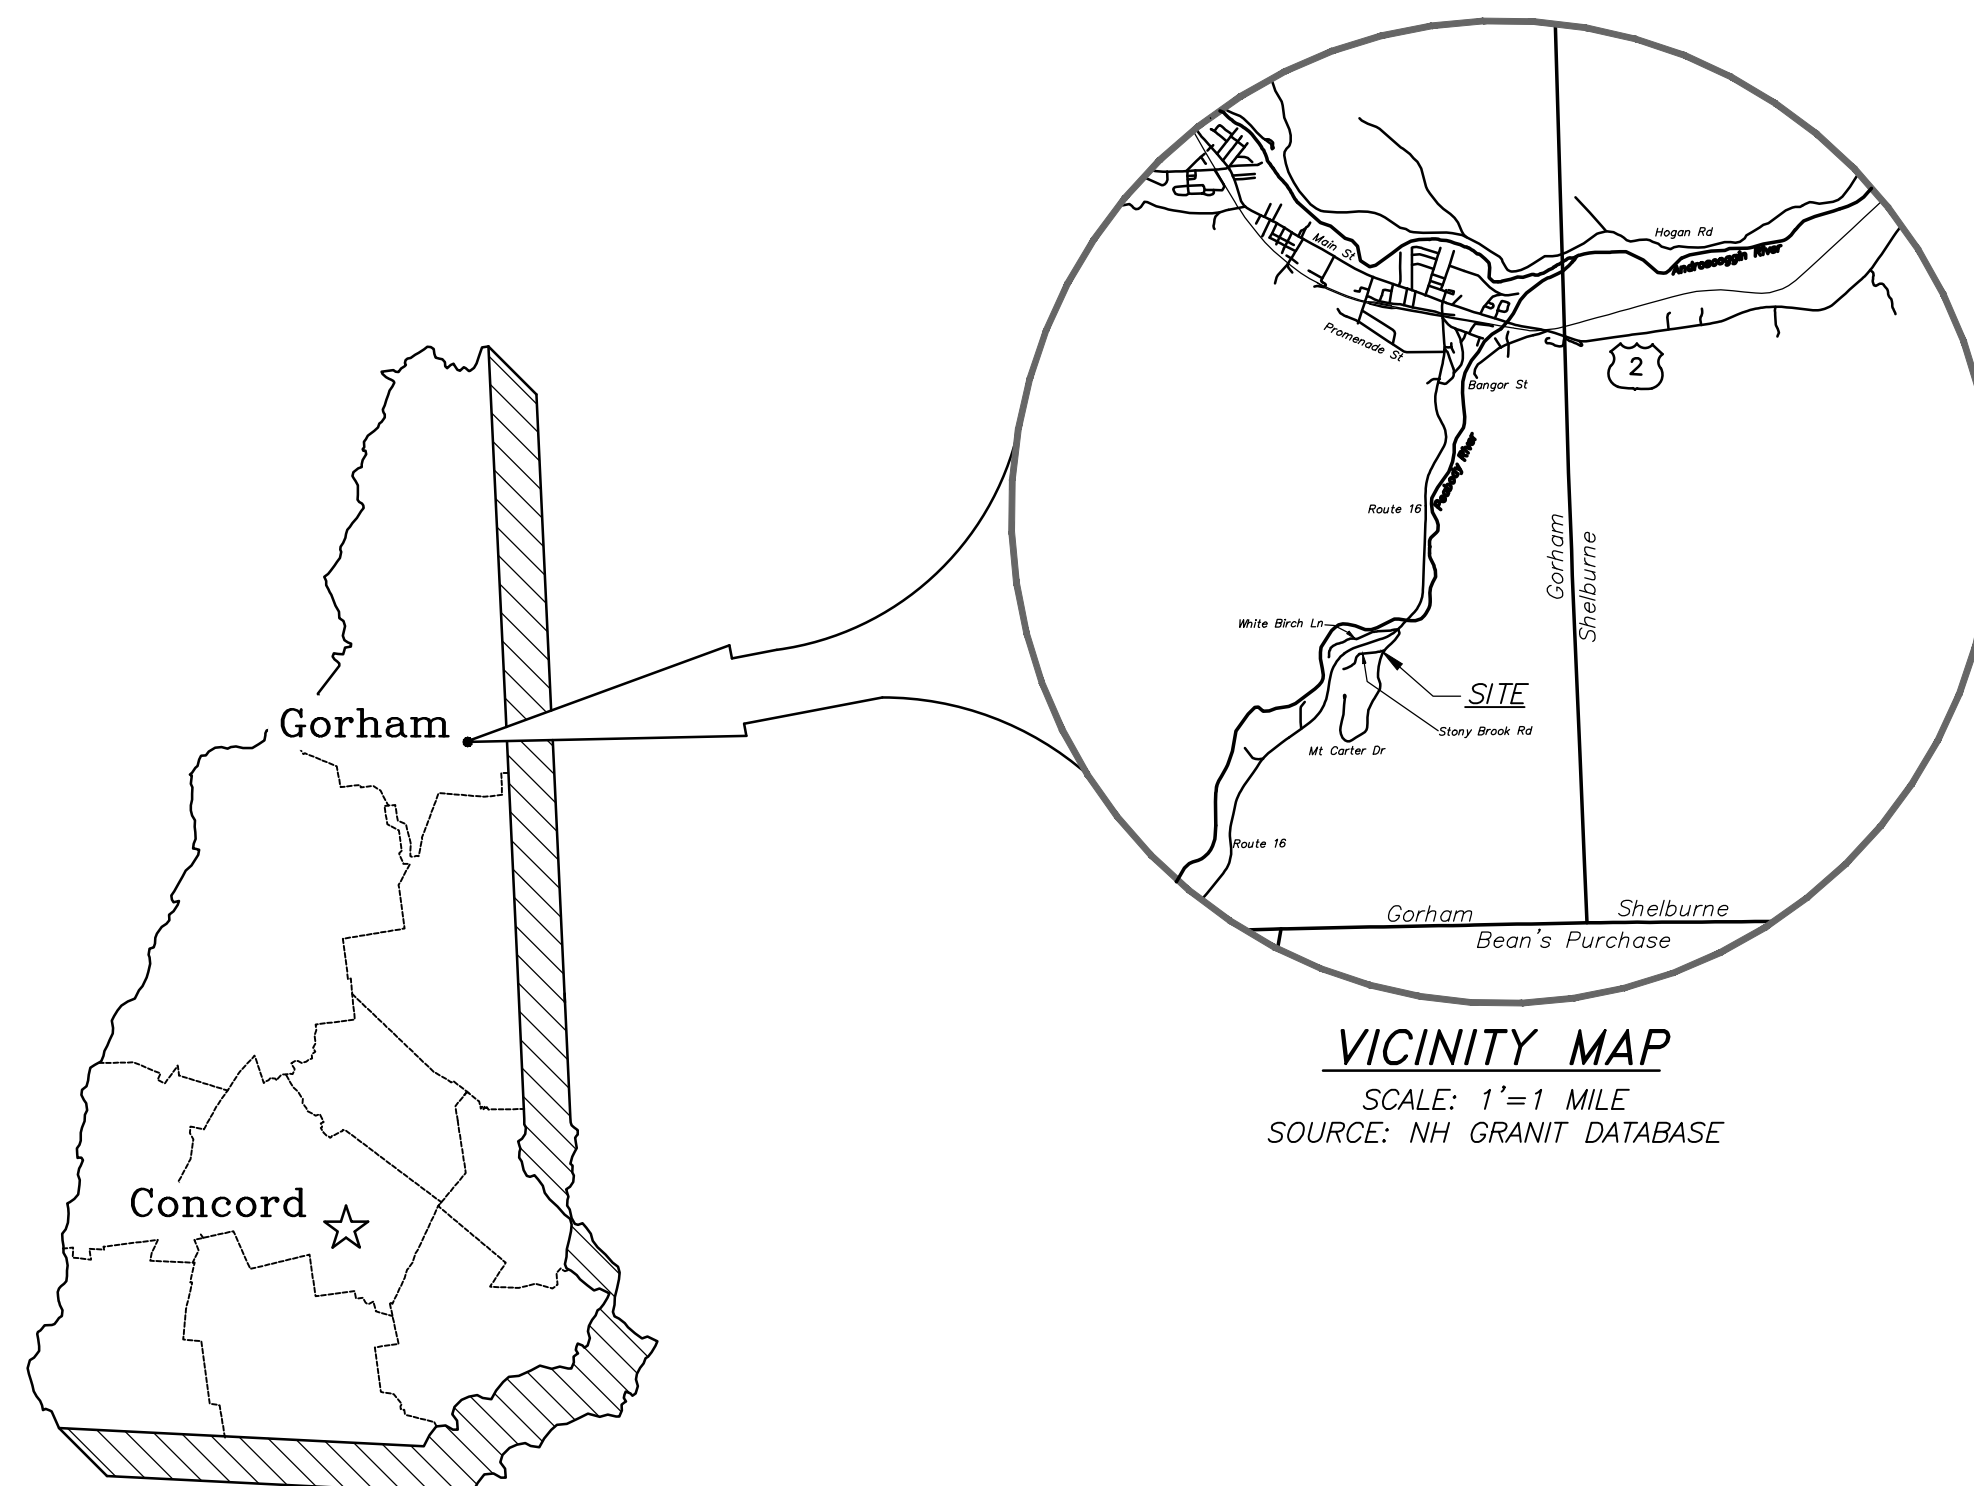 Hogan Rd
Androscoggin River
Main St
Promenade St
2
Bangor St
Peabody River
Route 16
Gorham
Shelburne
White Birch Ln
SITE
Stony Brook Rd
Mt Carter Dr
Route 16
Gorham
Shelburne
Bean's Purchase
Gorham
Concord
VICINITY MAP
SCALE: 1'=1 MILE
SOURCE: NH GRANIT DATABASE